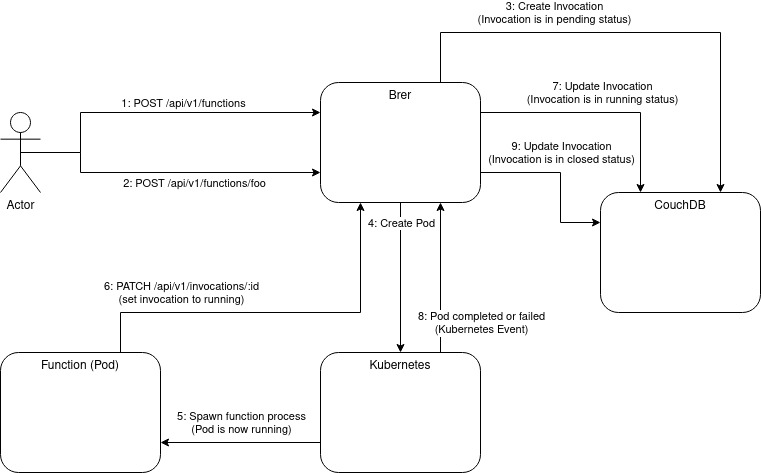 3: Create Invocation
(Invocation is in pending status)
7: Update Invocation
(Invocation is in running status)
Brer
1: POST /api/v1/functions
9: Update Invocation
(Invocation is in closed status)
2: POST /api/v1/functions/foo
Actor
CouchDB
4: Create Pod
6: PATCH /api/v1/invocations/:id
(set invocation to running)
8: Pod completed or failed
(Kubernetes Event)
Function (Pod)
Kubernetes
5: Spawn function process
(Pod is now running)